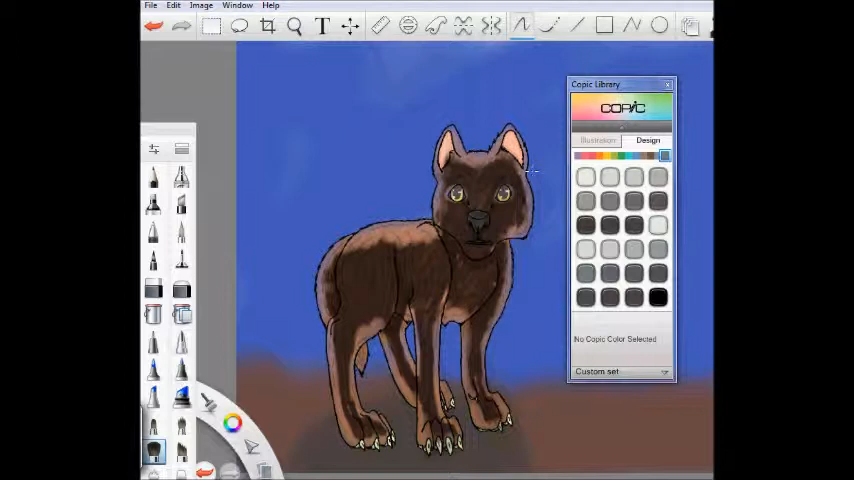 File Edit Image Window Help
T
Copic Library
COPIC
Illustration Design
No Copic Color Selected
Custom set